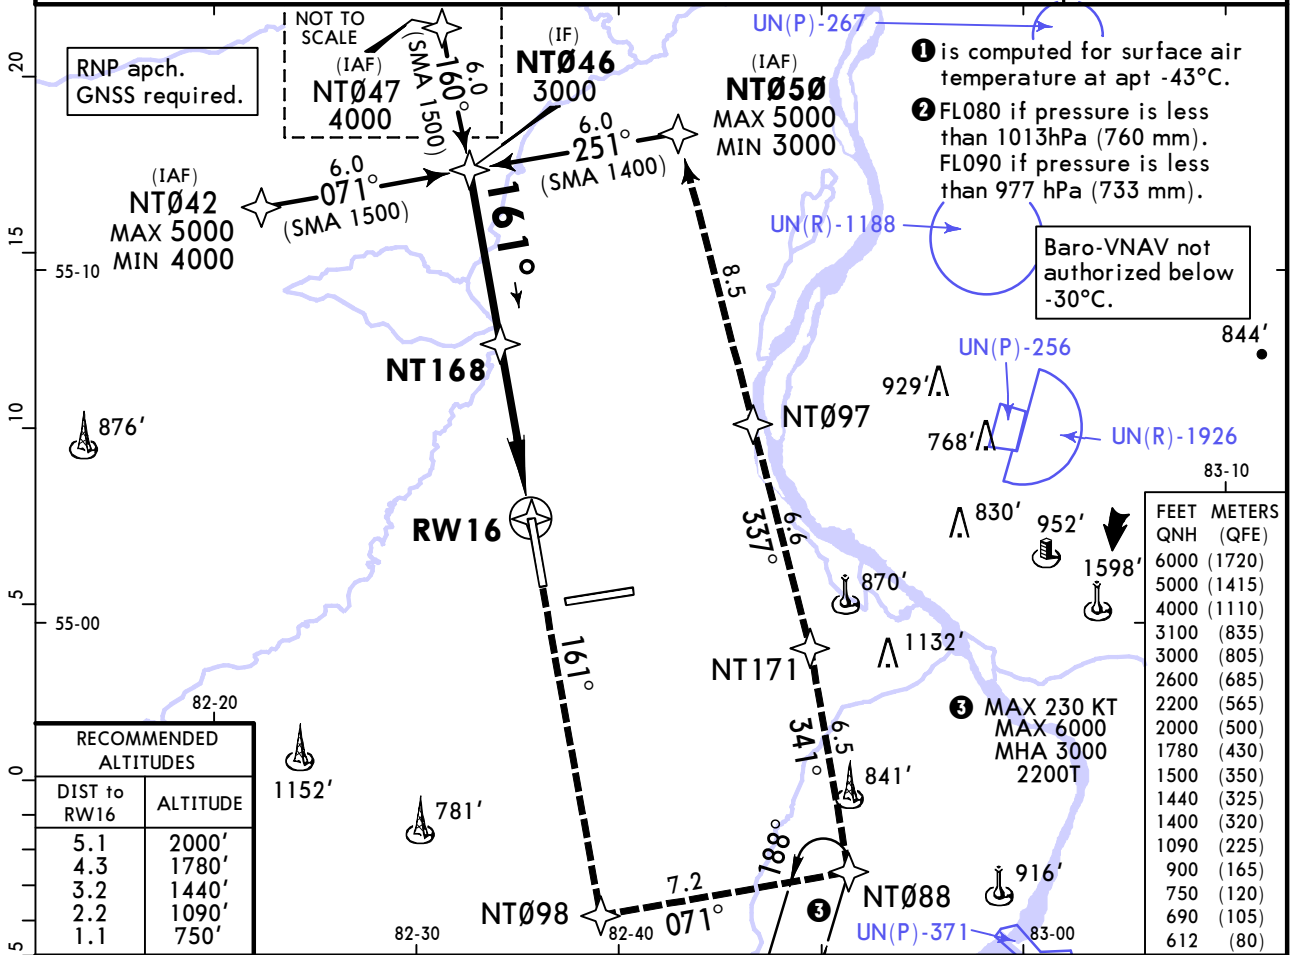 NOT TO
SCALE
(IAF)
NTØ47
4000
6.0
160°
(SMA 1500)
(IF)
NTØ46
3000
(IAF)
NTØ50
MAX 5000
MIN 3000
UN(P)-267
1 is computed for surface air
temperature at apt -43°C.
2 FL080 if pressure is less
than 1013hPa (760 mm).
FL090 if pressure is less
than 977 hPa (733 mm).
RNP apch.
GNSS required.
20
6.0
251°
(SMA 1400)
(IAF)
NTØ42
MAX 5000
MIN 4000
6.0
071°
(SMA 1500)
161°
UN(R)-1188
Baro-VNAV not
authorized below
-30°C.
15
55-10
8.5
844'
NT168
UN(P)-256
929'
768'
UN(R)-1926
876'
10
NTØ97
83-10
RW16
6.6
337°
830'
952'
1598'
870'
5
55-00
1132'
NT171
161°
82-20
3 MAX 230 KT
MAX 6000
MHA 3000
2200T
6.5
341°
841'
0
1152'
781'
188°
7.2
071°
NTØ98
NTØ88
3
916'
UN(P)-371
5
82-30
82-40
83-00
RECOMMENDED
ALTITUDES
DIST to
RW16
ALTITUDE
5.1 2000'
4.3 1780'
3.2 1440'
2.2 1090'
1.1 750'
FEET METERS
QNH (QFE)
6000 (1720)
5000 (1415)
4000 (1110)
3100 (835)
3000 (805)
2600 (685)
2200 (565)
2000 (500)
1780 (430)
1500 (350)
1440 (325)
1400 (320)
1090 (225)
900 (165)
750 (120)
690 (105)
612 (80)